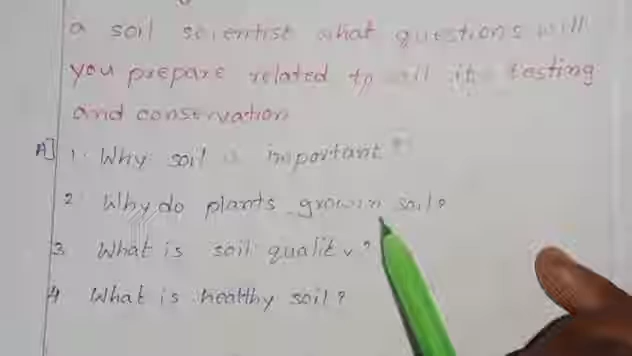 a soil scientist what questions will
you prepare related to soil its testing
and conservation
A] 1. Why soil is important?
2. Why do plants grow in soil?
3. What is soil quality?
4. What is healthy soil?